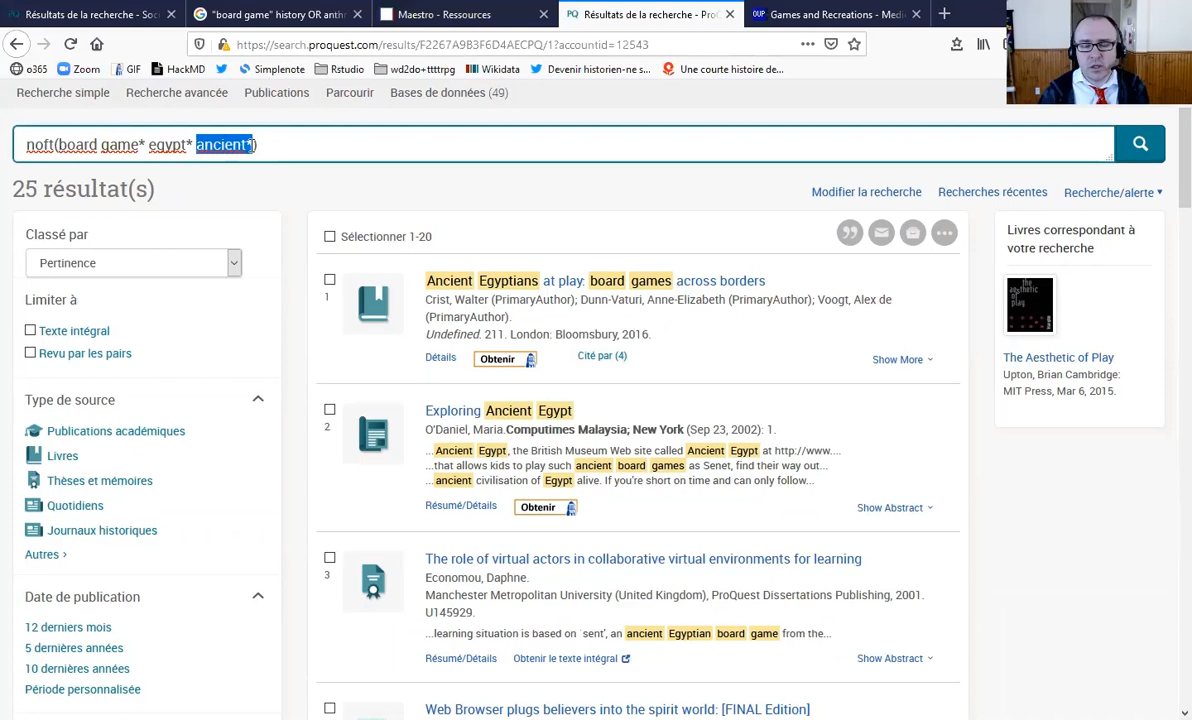 Résultats de la recherche - Soc
"board game" history OR anthr
Maestro - Ressources
PQ Résultats de la recherche - ProQ
OUP Games and Recreations - Medie
https://search.proquest.com/results/F2267A9B3F6D4AECPQ/1?accountid=12543
o365 Zoom GIF HackMD Simplenote Rstudio wd2do+ttttrpg Wikidata Devenir historien-ne s... Une courte histoire de...
Recherche simple Recherche avancée Publications Parcourir Bases de données (49)
noft(board game* egypt* ancient*)
25 résultat(s)
Modifier la recherche Recherches récentes Recherche/alerte
Classé par
Pertinence
Limiter à
Texte intégral
Revu par les pairs
Type de source
Publications académiques
Livres
Thèses et mémoires
Quotidiens
Journaux historiques
Autres ›
Date de publication
12 derniers mois
5 dernières années
10 dernières années
Période personnalisée
Sélectionner 1-20
1
Ancient Egyptians at play: board games across borders
Crist, Walter (PrimaryAuthor); Dunn-Vaturi, Anne-Elizabeth (PrimaryAuthor); Voogt, Alex de
(PrimaryAuthor).
Undefined. 211. London: Bloomsbury, 2016.
Détails Obtenir Cité par (4) Show More
2
Exploring Ancient Egypt
O'Daniel, Maria.Computimes Malaysia; New York (Sep 23, 2002): 1.
...Ancient Egypt, the British Museum Web site called Ancient Egypt at http://www....
...that allows kids to play such ancient board games as Senet, find their way out...
...ancient civilisation of Egypt alive. If you're short on time and can only follow...
Résumé/Détails Obtenir Show Abstract
3
The role of virtual actors in collaborative virtual environments for learning
Economou, Daphne.
Manchester Metropolitan University (United Kingdom), ProQuest Dissertations Publishing, 2001.
U145929.
...learning situation is based on `sent', an ancient Egyptian board game from the...
Résumé/Détails Obtenir le texte intégral Show Abstract
Web Browser plugs believers into the spirit world: [FINAL Edition]
Livres correspondant à
votre recherche
the aesthetic of play
The Aesthetic of Play
Upton, Brian Cambridge:
MIT Press, Mar 6, 2015.